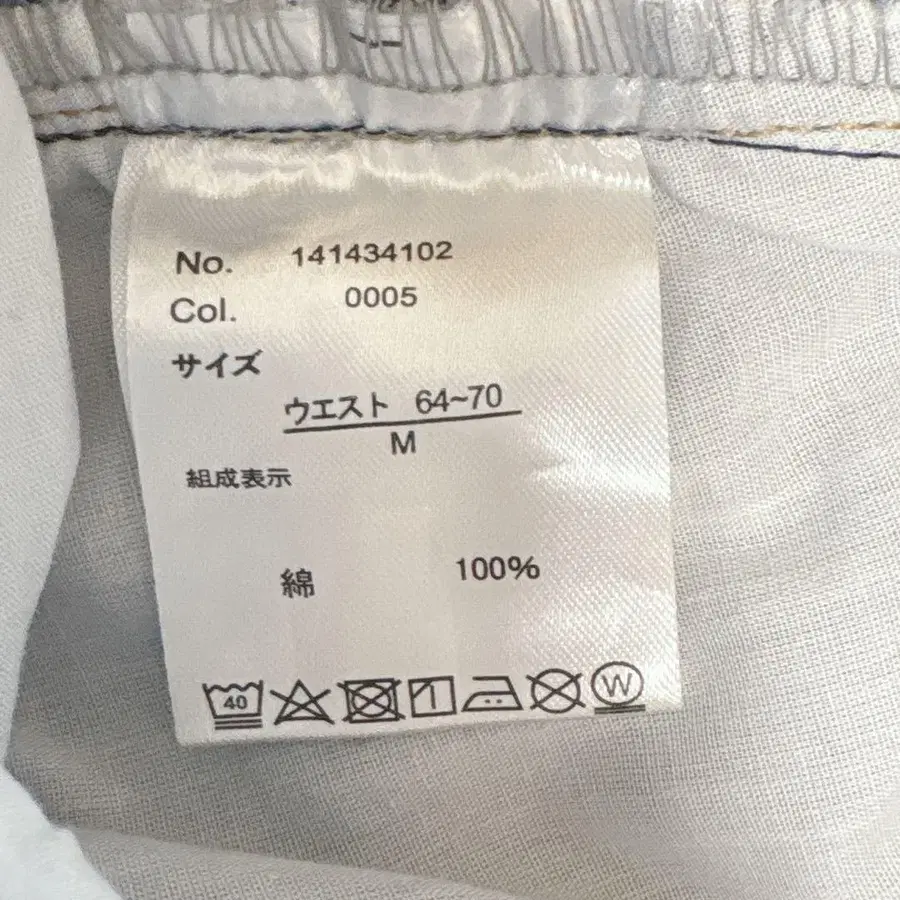 No. 141434102
Col. 0005
サイズ
ウエスト 64~70
M
組成表示
綿 100%
40
W